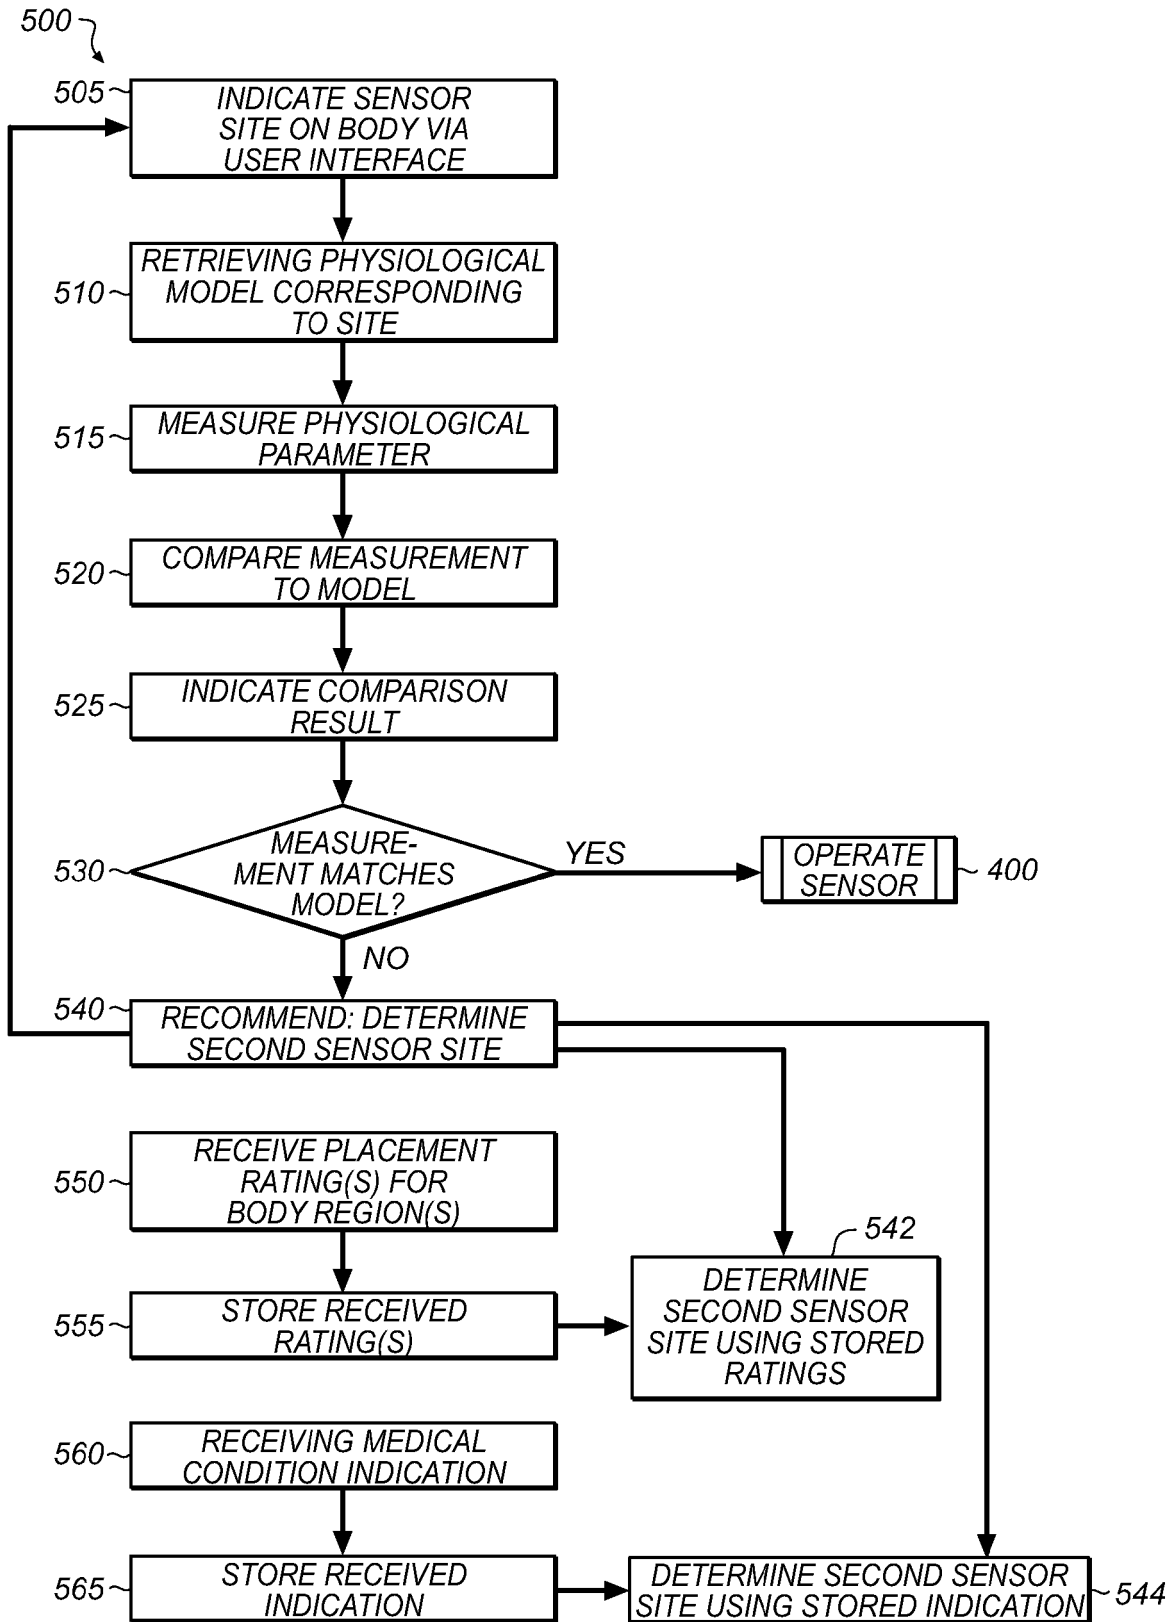 500
505
INDICATE SENSOR
SITE ON BODY VIA
USER INTERFACE
510
RETRIEVING PHYSIOLOGICAL
MODEL CORRESPONDING
TO SITE
515
MEASURE PHYSIOLOGICAL
PARAMETER
520
COMPARE MEASUREMENT
TO MODEL
525
INDICATE COMPARISON
RESULT
530
MEASURE-
MENT MATCHES
MODEL?
YES
OPERATE
SENSOR
400
NO
540
RECOMMEND: DETERMINE
SECOND SENSOR SITE
550
RECEIVE PLACEMENT
RATING(S) FOR
BODY REGION(S)
542
DETERMINE
SECOND SENSOR
SITE USING STORED
RATINGS
555
STORE RECEIVED
RATING(S)
560
RECEIVING MEDICAL
CONDITION INDICATION
565
STORE RECEIVED
INDICATION
DETERMINE SECOND SENSOR
SITE USING STORED INDICATION
544